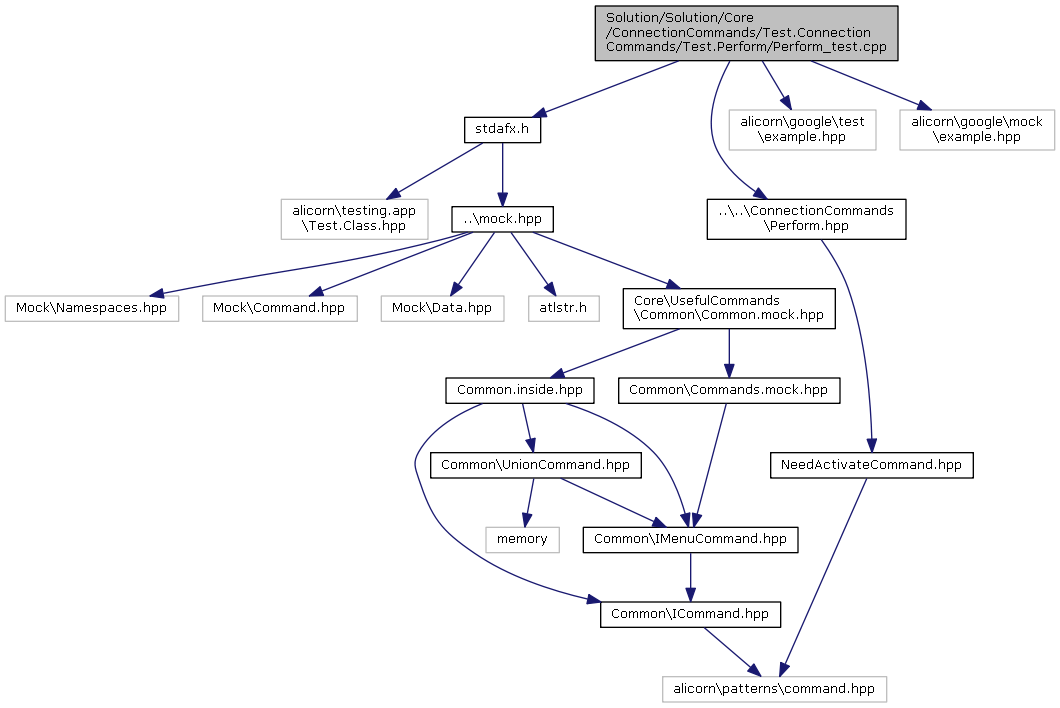 Solution/Solution/Core
/ConnectionCommands/Test.Connection
Commands/Test.Perform/Perform_test.cpp
stdafx.h
alicorn\google\test
\example.hpp
alicorn\google\mock
\example.hpp
alicorn\testing.app
\Test.Class.hpp
..\mock.hpp
..\..\ConnectionCommands
\Perform.hpp
Mock\Namespaces.hpp
Mock\Command.hpp
Mock\Data.hpp
atlstr.h
Core\UsefulCommands
\Common\Common.mock.hpp
Common.inside.hpp
Common\Commands.mock.hpp
Common\UnionCommand.hpp
NeedActivateCommand.hpp
memory
Common\IMenuCommand.hpp
Common\ICommand.hpp
alicorn\patterns\command.hpp